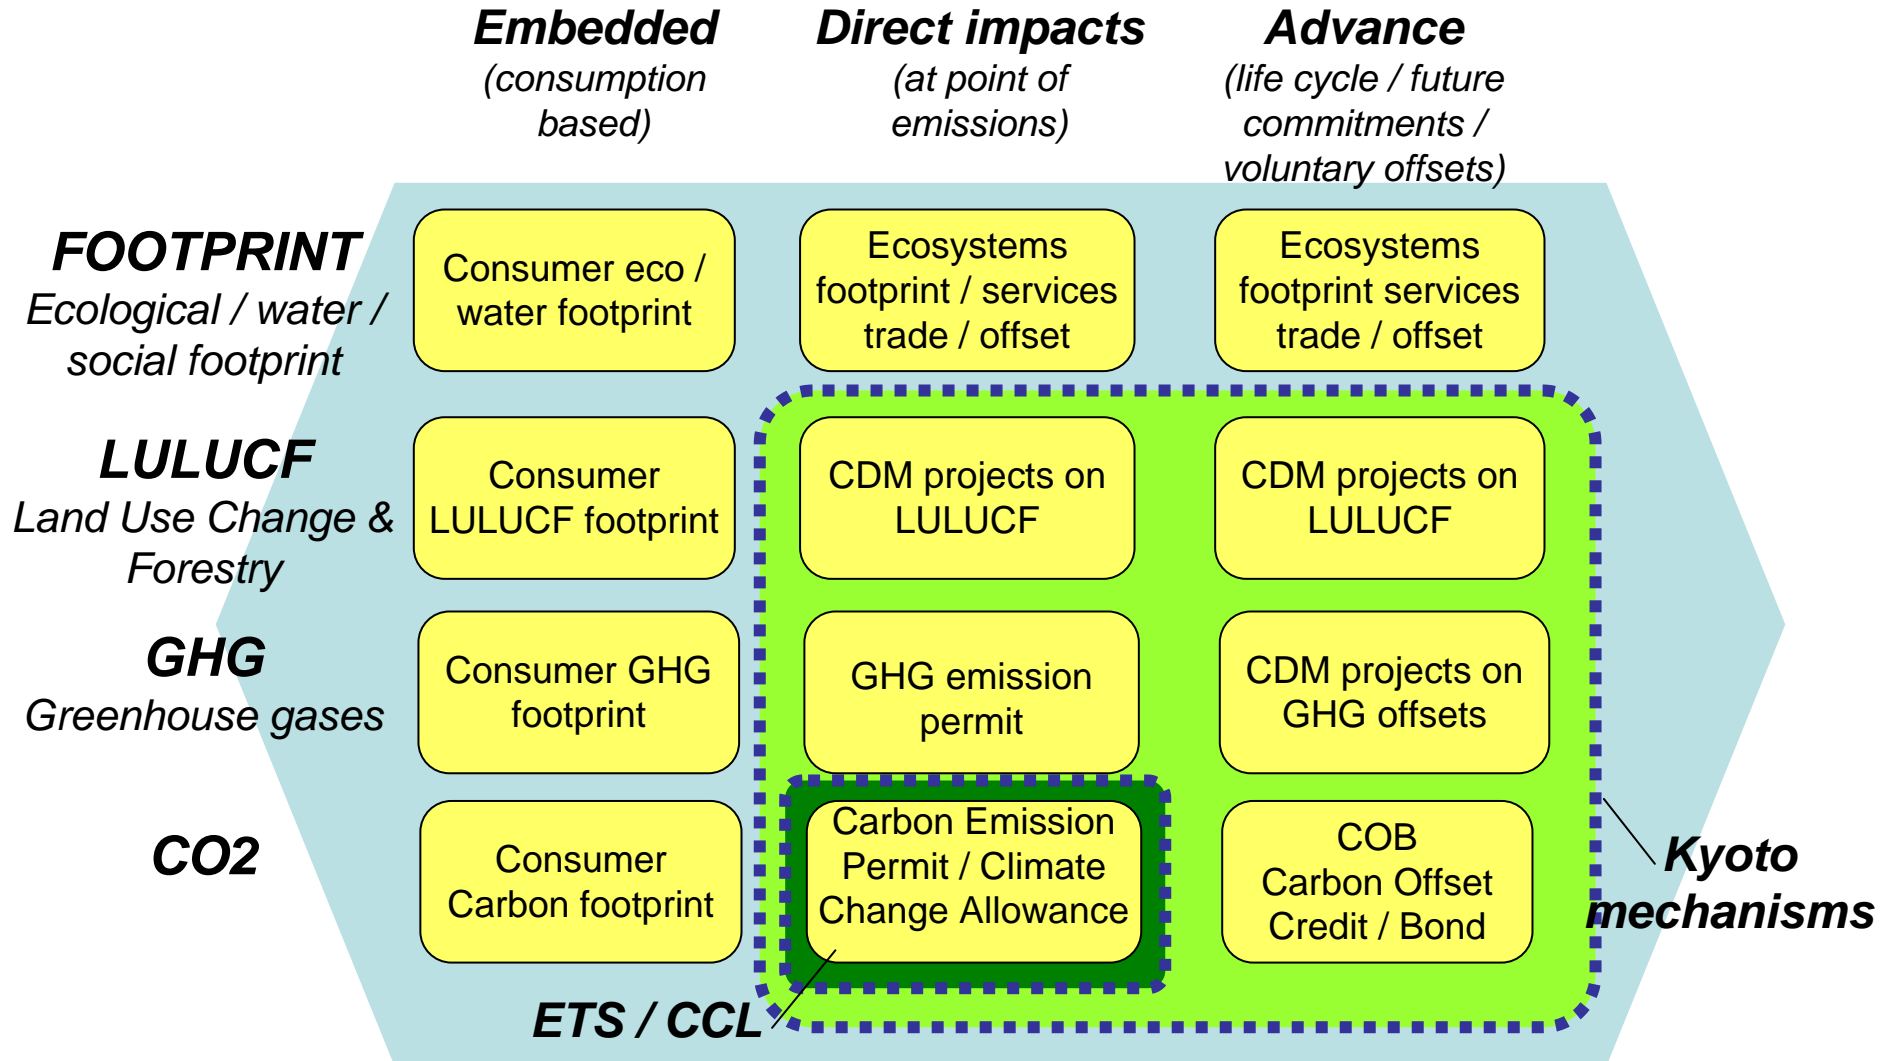 Embedded
(consumption
based)
Direct impacts
(at point of
emissions)
Advance
(life cycle / future
commitments /
voluntary offsets)
FOOTPRINT
Ecological / water /
social footprint
Consumer eco /
water footprint
Ecosystems
footprint / services
trade / offset
Ecosystems
footprint services
trade / offset
LULUCF
Land Use Change &
Forestry
Consumer
LULUCF footprint
CDM projects on
LULUCF
CDM projects on
LULUCF
GHG
Greenhouse gases
Consumer GHG
footprint
GHG emission
permit
CDM projects on
GHG offsets
CO2
Consumer
Carbon footprint
Carbon Emission
Permit / Climate
Change Allowance
COB
Carbon Offset
Credit / Bond
Kyoto
mechanisms
ETS / CCL